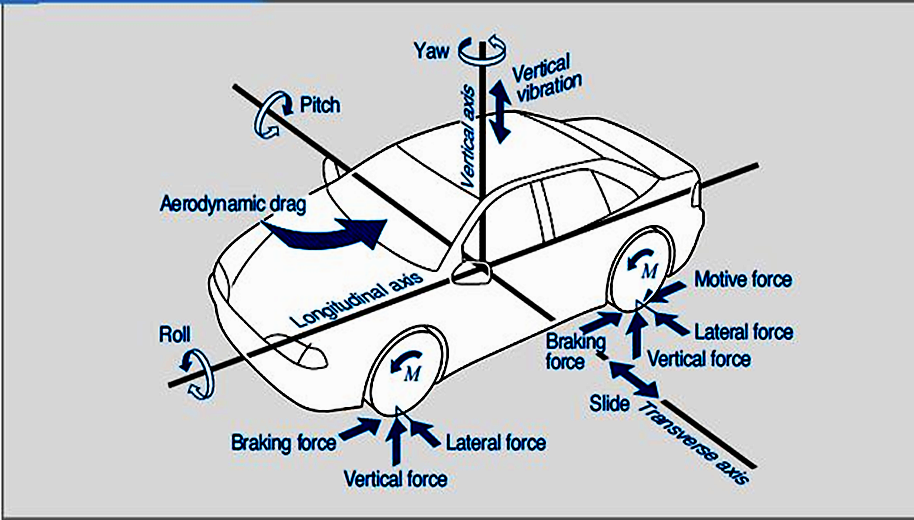 Yaw
Vertical
vibration
Vertical axis
Pitch
Aerodynamic drag
Longitudinal axis
Roll
M
M
Motive force
Braking
force
Lateral force
Vertical force
Slide
Transverse axis
Braking force
Lateral force
Vertical force